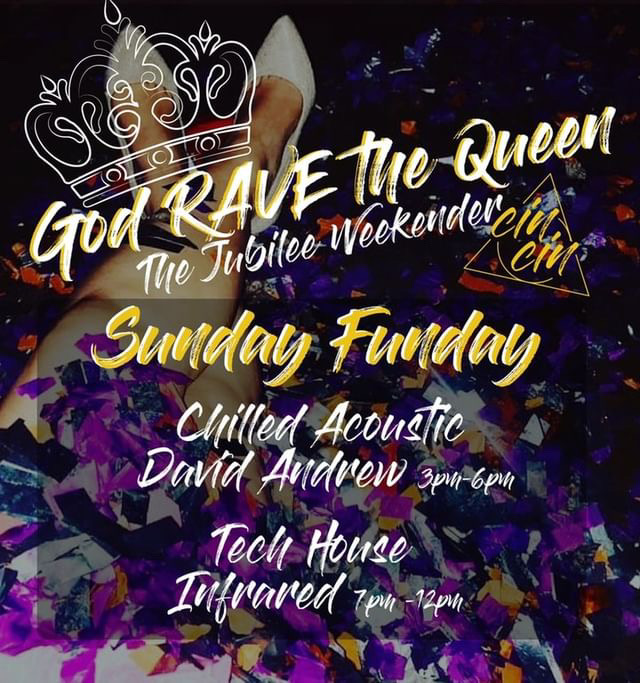 God RAVE the Queen
The Jubilee Weekender
cin
cin
Sunday Funday
Chilled Acoustic
David Andrew 3pm-6pm
Tech House
Infrared 7pm -12pm